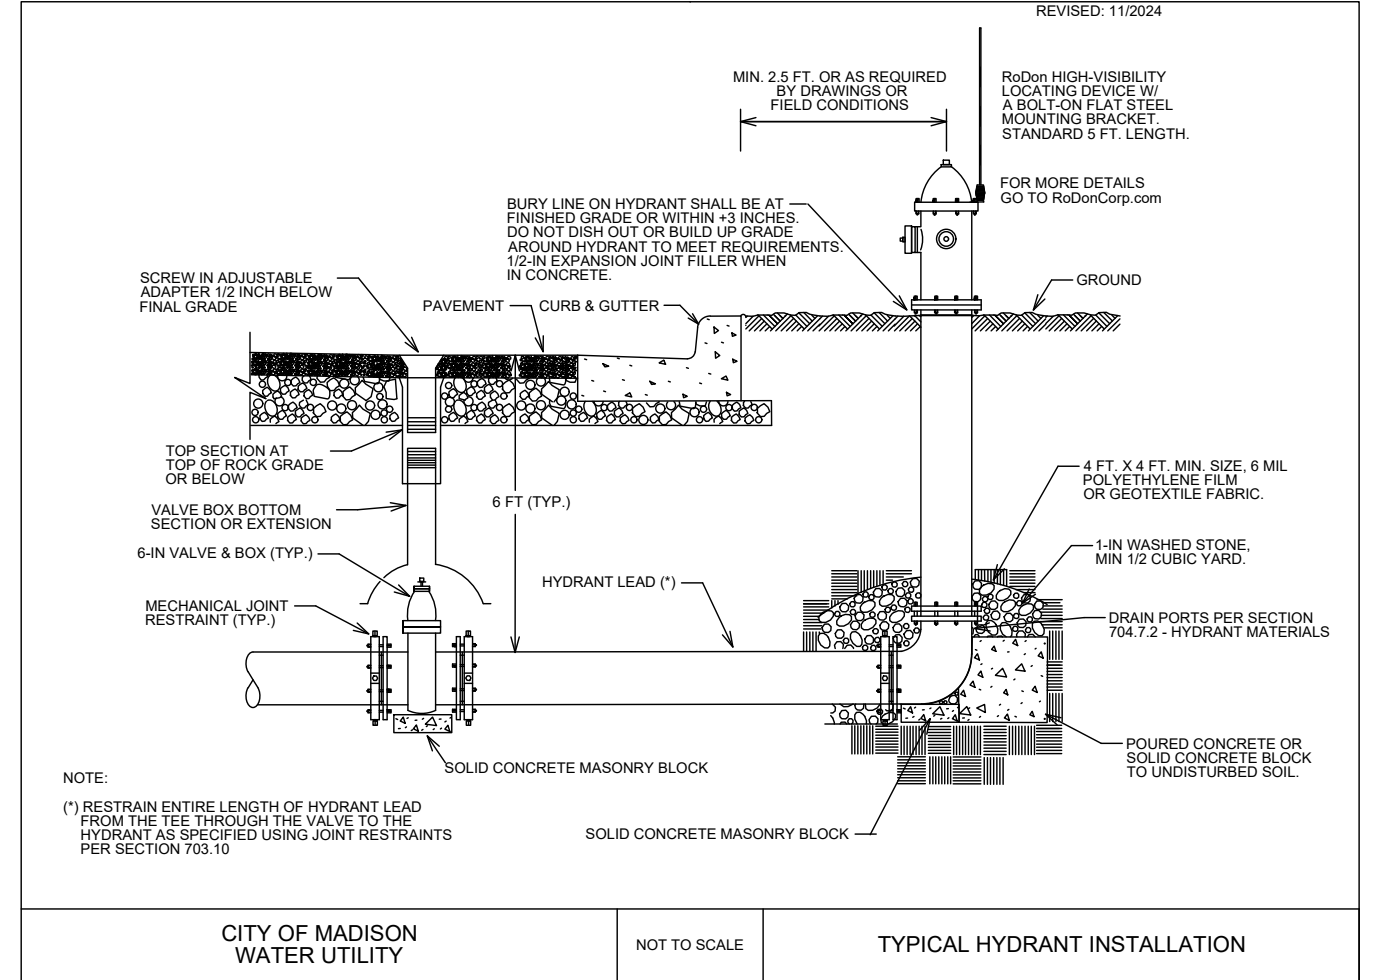 REVISED: 11/2024
MIN. 2.5 FT. OR AS REQUIRED
BY DRAWINGS OR
FIELD CONDITIONS
RoDon HIGH-VISIBILITY
LOCATING DEVICE W/
A BOLT-ON FLAT STEEL
MOUNTING BRACKET.
STANDARD 5 FT. LENGTH.
FOR MORE DETAILS
GO TO RoDonCorp.com
BURY LINE ON HYDRANT SHALL BE AT
FINISHED GRADE OR WITHIN +3 INCHES.
DO NOT DISH OUT OR BUILD UP GRADE
AROUND HYDRANT TO MEET REQUIREMENTS.
1/2-IN EXPANSION JOINT FILLER WHEN
IN CONCRETE.
SCREW IN ADJUSTABLE
ADAPTER 1/2 INCH BELOW
FINAL GRADE
PAVEMENT
CURB & GUTTER
GROUND
TOP SECTION AT
TOP OF ROCK GRADE
OR BELOW
4 FT. X 4 FT. MIN. SIZE, 6 MIL
POLYETHYLENE FILM
OR GEOTEXTILE FABRIC.
6 FT (TYP.)
VALVE BOX BOTTOM
SECTION OR EXTENSION
6-IN VALVE & BOX (TYP.)
1-IN WASHED STONE,
MIN 1/2 CUBIC YARD.
HYDRANT LEAD (*)
MECHANICAL JOINT
RESTRAINT (TYP.)
DRAIN PORTS PER SECTION
704.7.2 - HYDRANT MATERIALS
POURED CONCRETE OR
SOLID CONCRETE BLOCK
TO UNDISTURBED SOIL.
SOLID CONCRETE MASONRY BLOCK
NOTE:
(*) RESTRAIN ENTIRE LENGTH OF HYDRANT LEAD
FROM THE TEE THROUGH THE VALVE TO THE
HYDRANT AS SPECIFIED USING JOINT RESTRAINTS
PER SECTION 703.10
SOLID CONCRETE MASONRY BLOCK
CITY OF MADISON
WATER UTILITY
NOT TO SCALE
TYPICAL HYDRANT INSTALLATION